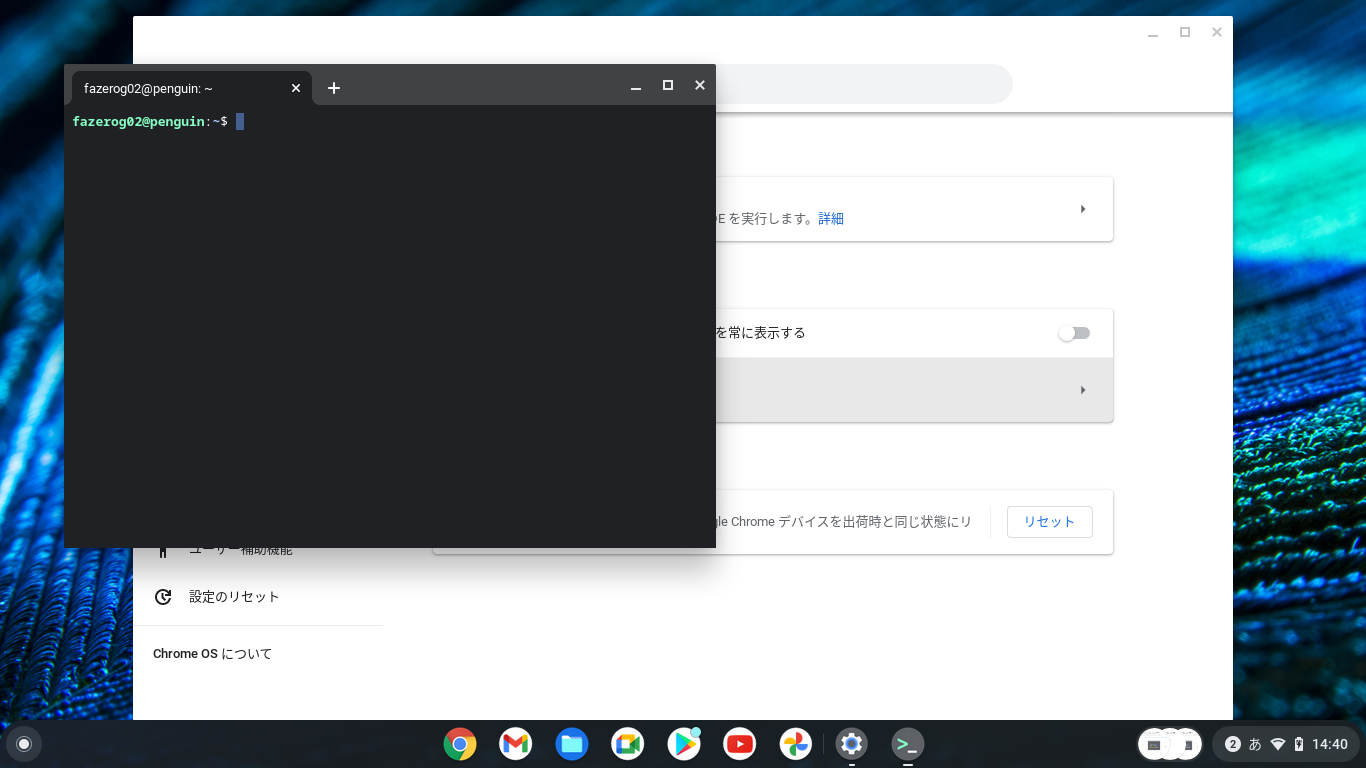 fazerog02@penguin: ~
fazerog02@penguin:~$
を実行します。詳細
を常に表示する
Chrome デバイスを出荷時と同じ状態にリ
リセット
ユーザー補助機能
設定のリセット
Chrome OS について
2 あ 14:40